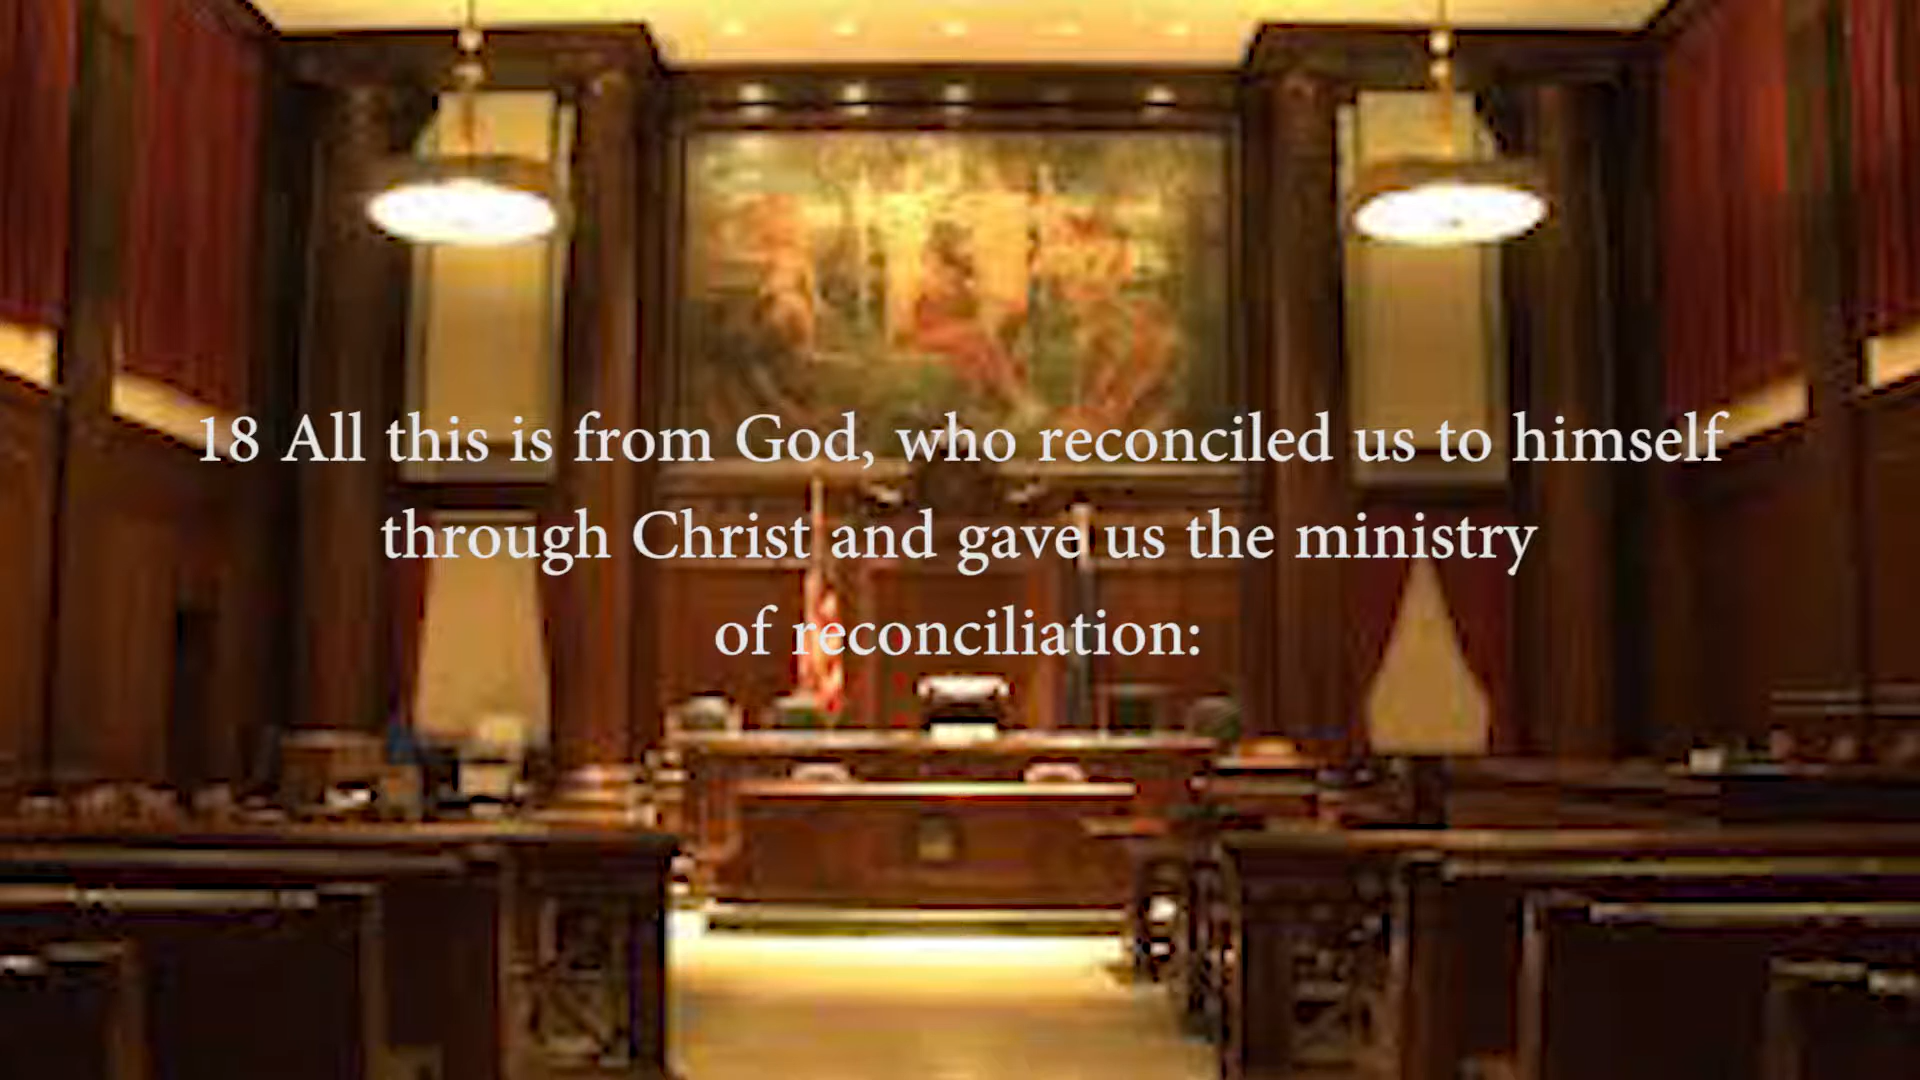 18 All this is from God, who reconciled us to himself
through Christ and gave us the ministry
of reconciliation: